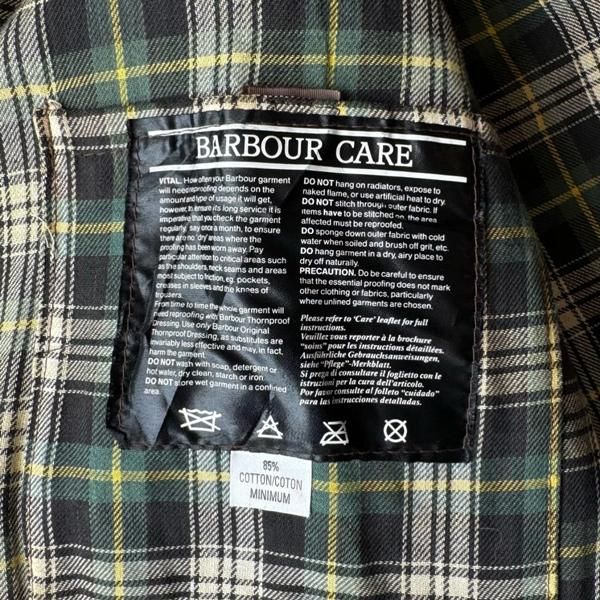 BARBOUR CARE
VITAL. How often your Barbour garment
will need reproofing depends on the
amount and type of usage it will get,
however, to ensure its long service it is
imperative that you check the garment
regularly, say once a month, to ensure
there are no 'dry' areas where the
proofing has been worn away. Pay
particular attention to critical areas such
as the shoulders, neck seams and areas
most subject to friction, eg. pockets,
creases in sleeves and the knees of
trousers.
From time to time the whole garment will
need reproofing with Barbour Thornproof
Dressing. Use only Barbour Original
Thornproof Dressing, as substitutes are
invariably less effective and may, in fact,
harm the garment.
DO NOT wash with soap, detergent or
hot water, dry clean, starch or iron.
DO NOT store wet garment in a confined
area.
DO NOT hang on radiators, expose to
naked flame, or use artificial heat to dry.
DO NOT stitch through outer fabric. If
items have to be stitched on, the area
affected must be reproofed.
DO sponge down outer fabric with cold
water when soiled and brush off grit, etc.
DO hang garment in a dry, airy place to
dry off naturally.
PRECAUTION. Do be careful to ensure
that the essential proofing does not mark
other clothing or fabrics, particularly
where unlined garments are chosen.
Please refer to 'Care' leaflet for full
instructions.
Veuillez vous reporter à la brochure
"soins" pour les instructions détaillées.
Ausführliche Gebrauchsanweisungen,
siehe "Pflege"-Merkblatt.
Si prega di consultare il foglietto con le
istruzioni per la cura dell'articolo.
Por favor consulte al folleto "cuidado"
para las instrucciones detalladas.
85%
COTTON/COTON
MINIMUM